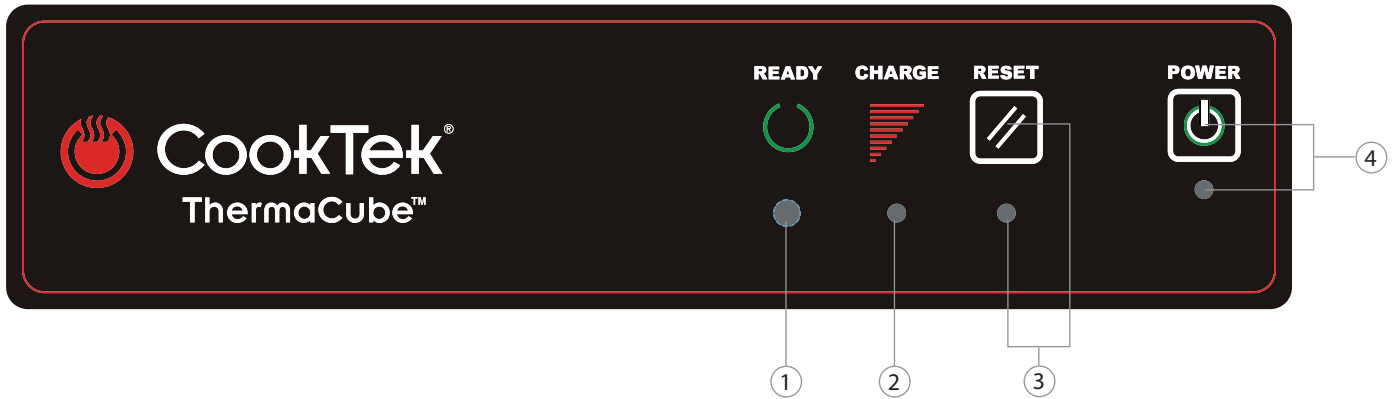 READY CHARGE RESET POWER
CookTek®
ThermaCube™
4
1 2 3